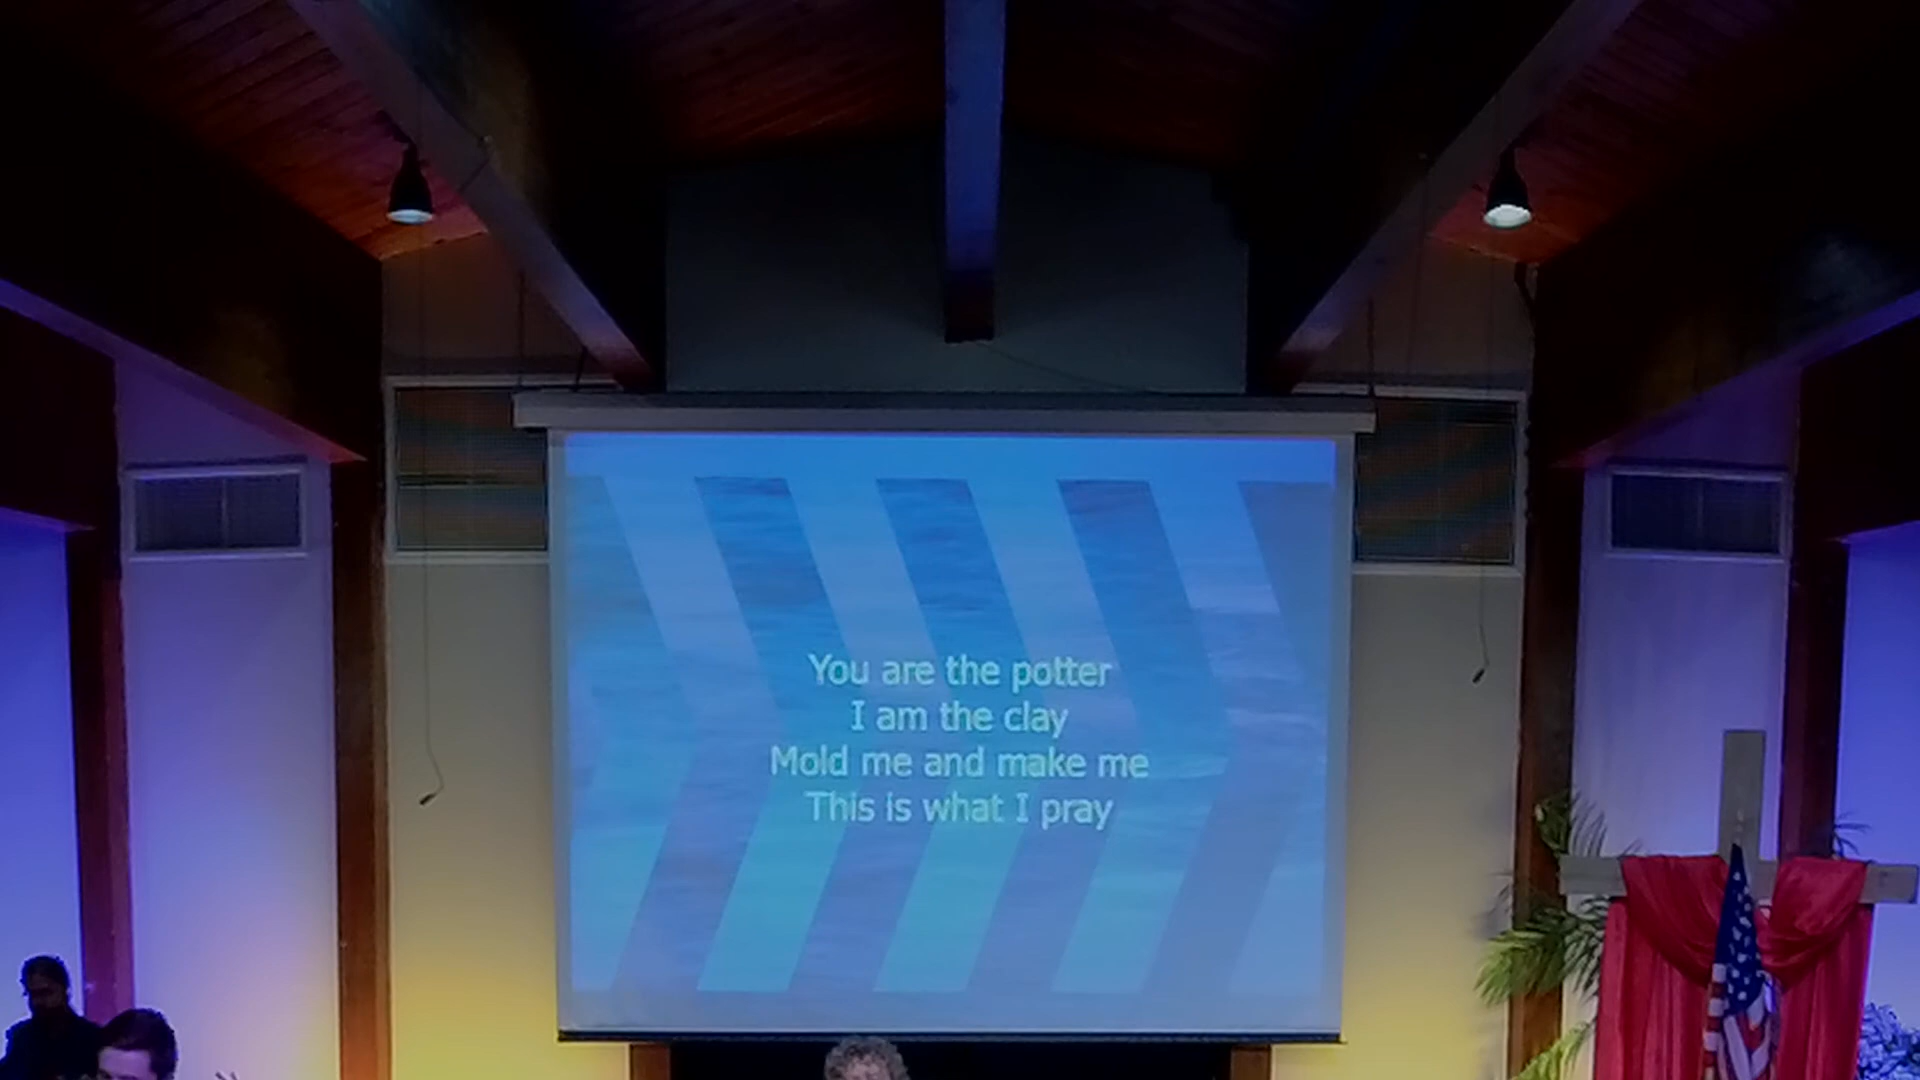 You are the potter
I am the clay
Mold me and make me
This is what I pray